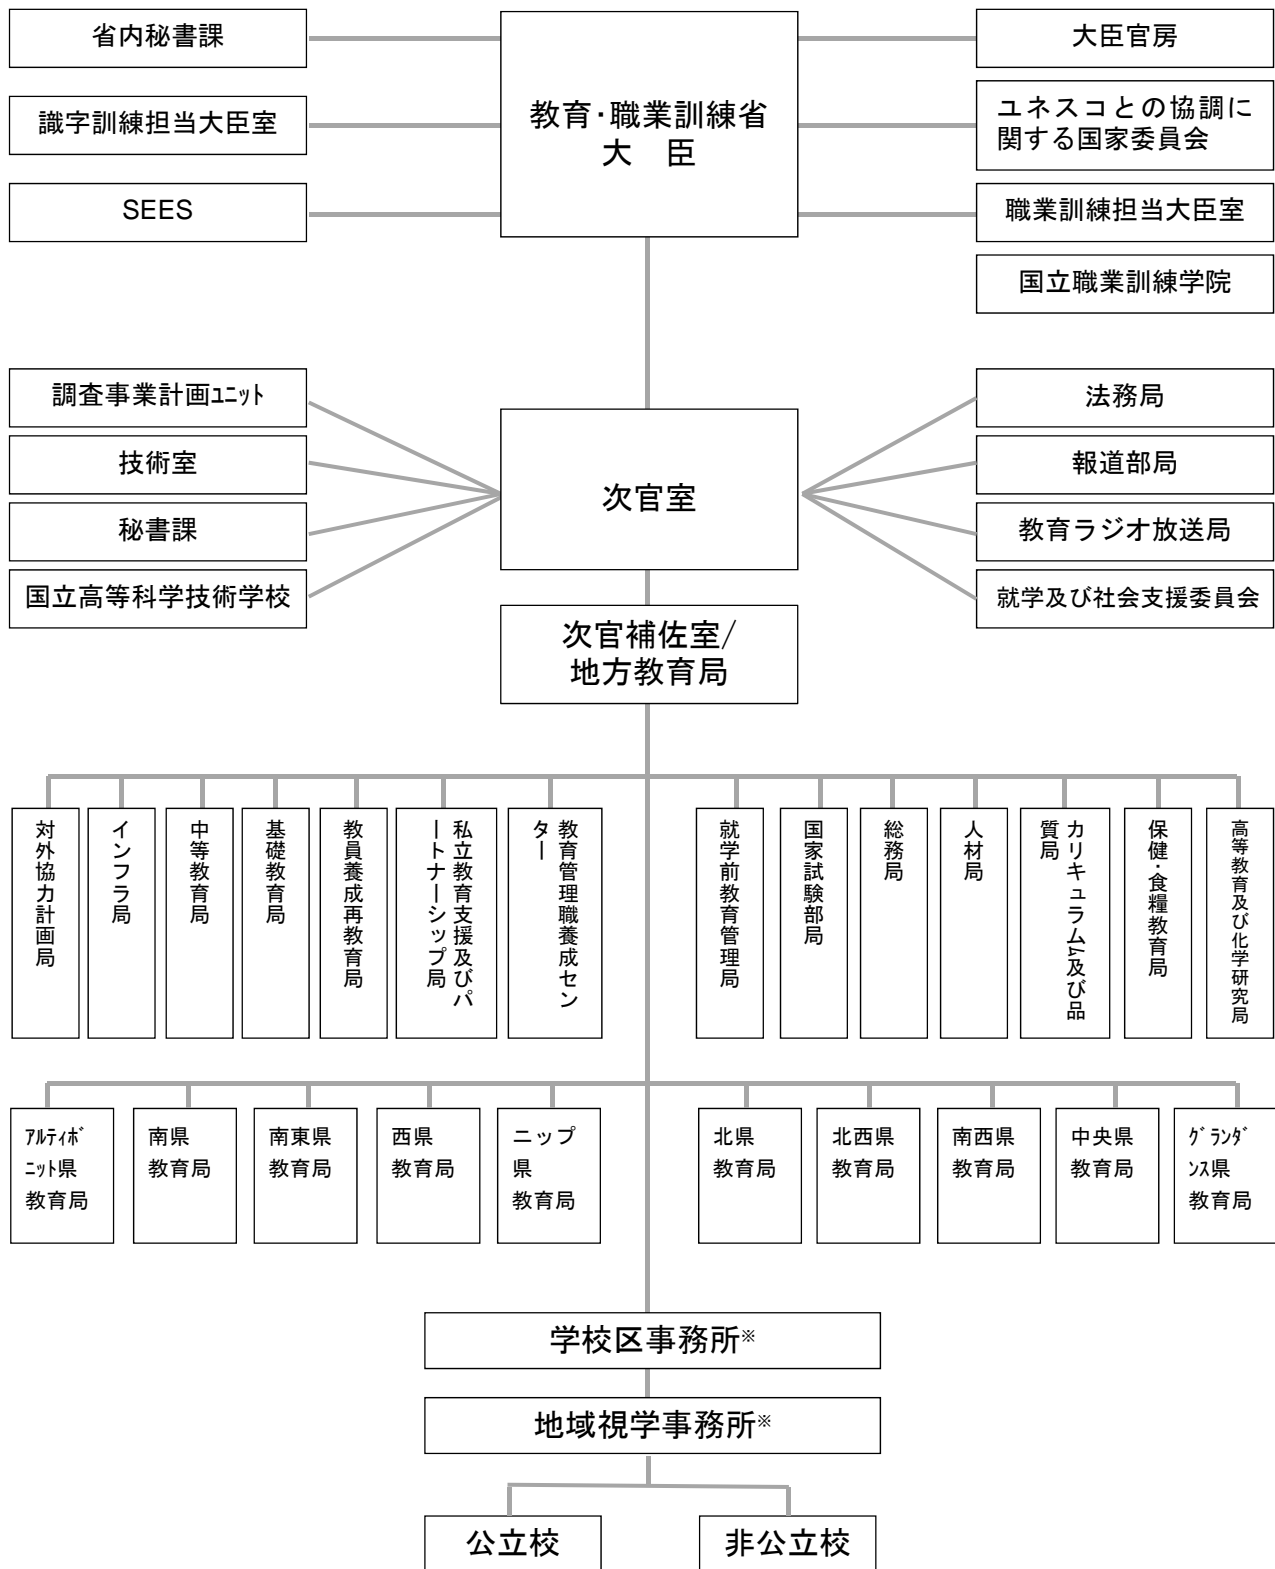 省内秘書課
大臣官房
教育･職業訓練省
大　臣
識字訓練担当大臣室
ユネスコとの協調に
関する国家委員会
SEES
職業訓練担当大臣室
国立職業訓練学院
調査事業計画ﾕﾆｯﾄ
法務局
技術室
報道部局
次官室
秘書課
教育ラジオ放送局
国立高等科学技術学校
就学及び社会支援委員会
次官補佐室/
地方教育局
対外協力計画局
インフラ局
中等教育局
基礎教育局
教員養成再教育局
私立教育支援及びパ
ートナーシップ局
教育管理職養成セン
ター
就学前教育管理局
国家試験部局
総務局
人材局
カリキュラムム及び品
質局
保健･食糧教育局
高等教育及び化学研究局
ｱﾙﾃｨﾎﾞ
ﾆｯﾄ県
教育局
南県
教育局
南東県
教育局
西県
教育局
ニップ
県
教育局
北県
教育局
北西県
教育局
南西県
教育局
中央県
教育局
ｸﾞﾗﾝﾀﾞ
ﾝｽ県
教育局
学校区事務所※
地域視学事務所※
公立校
非公立校